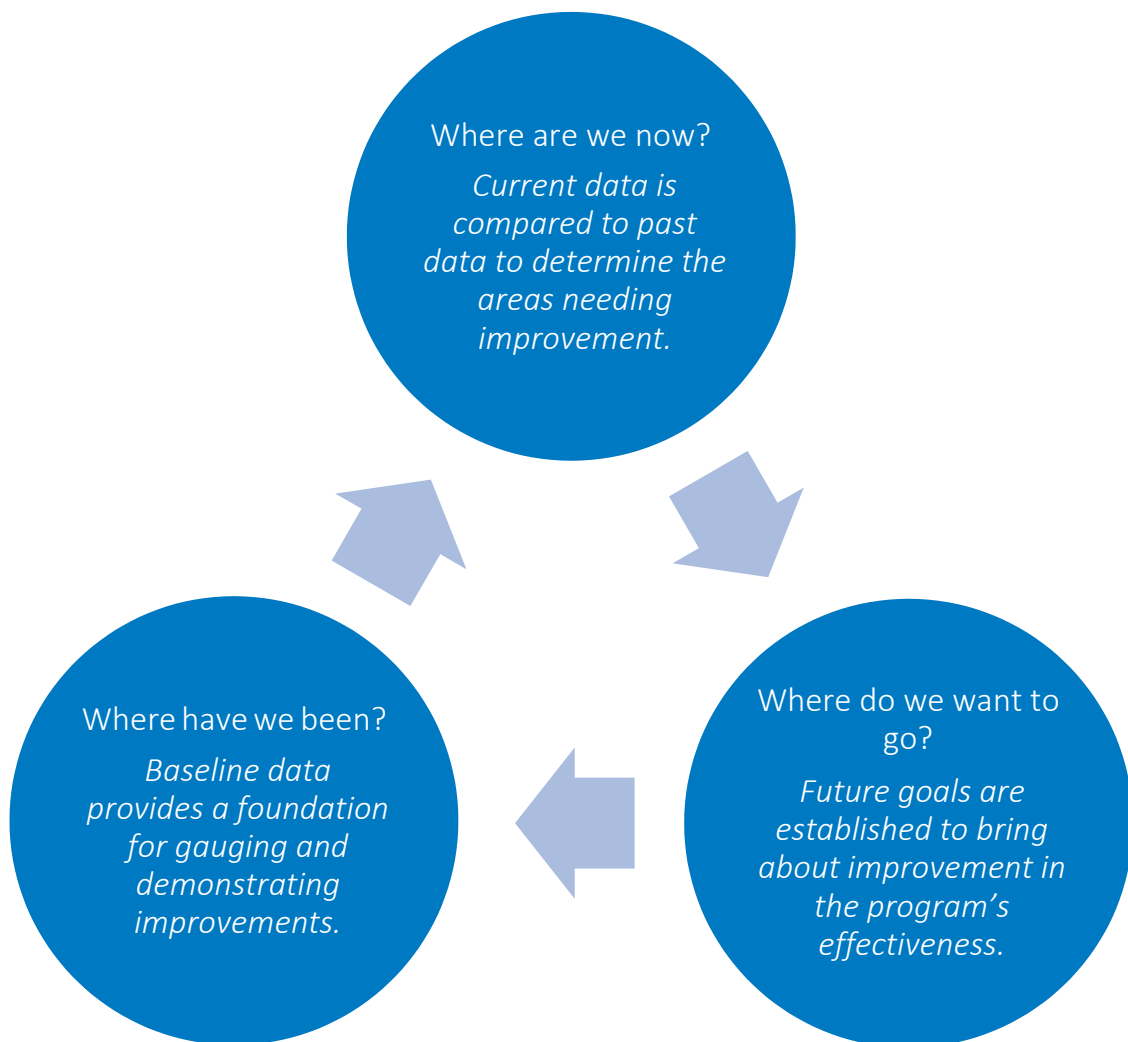 Where are we now?
Current data is
compared to past
data to determine the
areas needing
improvement.
Where do we want to
go?
Future goals are
established to bring
about improvement in
the program’s
effectiveness.
Where have we been?
Baseline data
provides a foundation
for gauging and
demonstrating
improvements.